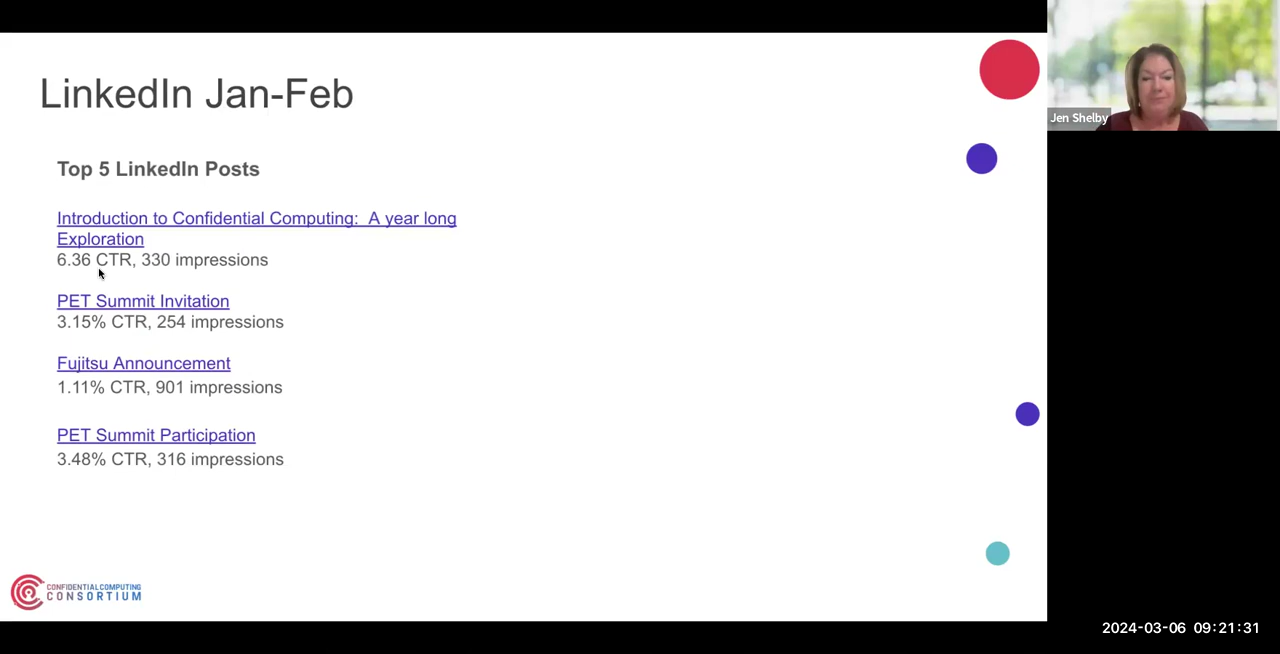 LinkedIn Jan-Feb
Top 5 LinkedIn Posts
Introduction to Confidential Computing:  A year long
Exploration
6.36 CTR, 330 impressions
PET Summit Invitation
3.15% CTR, 254 impressions
Fujitsu Announcement
1.11% CTR, 901 impressions
PET Summit Participation
3.48% CTR, 316 impressions
CONFIDENTIAL COMPUTING
CONSORTIUM
Jen Shelby
2024-03-06 09:21:31